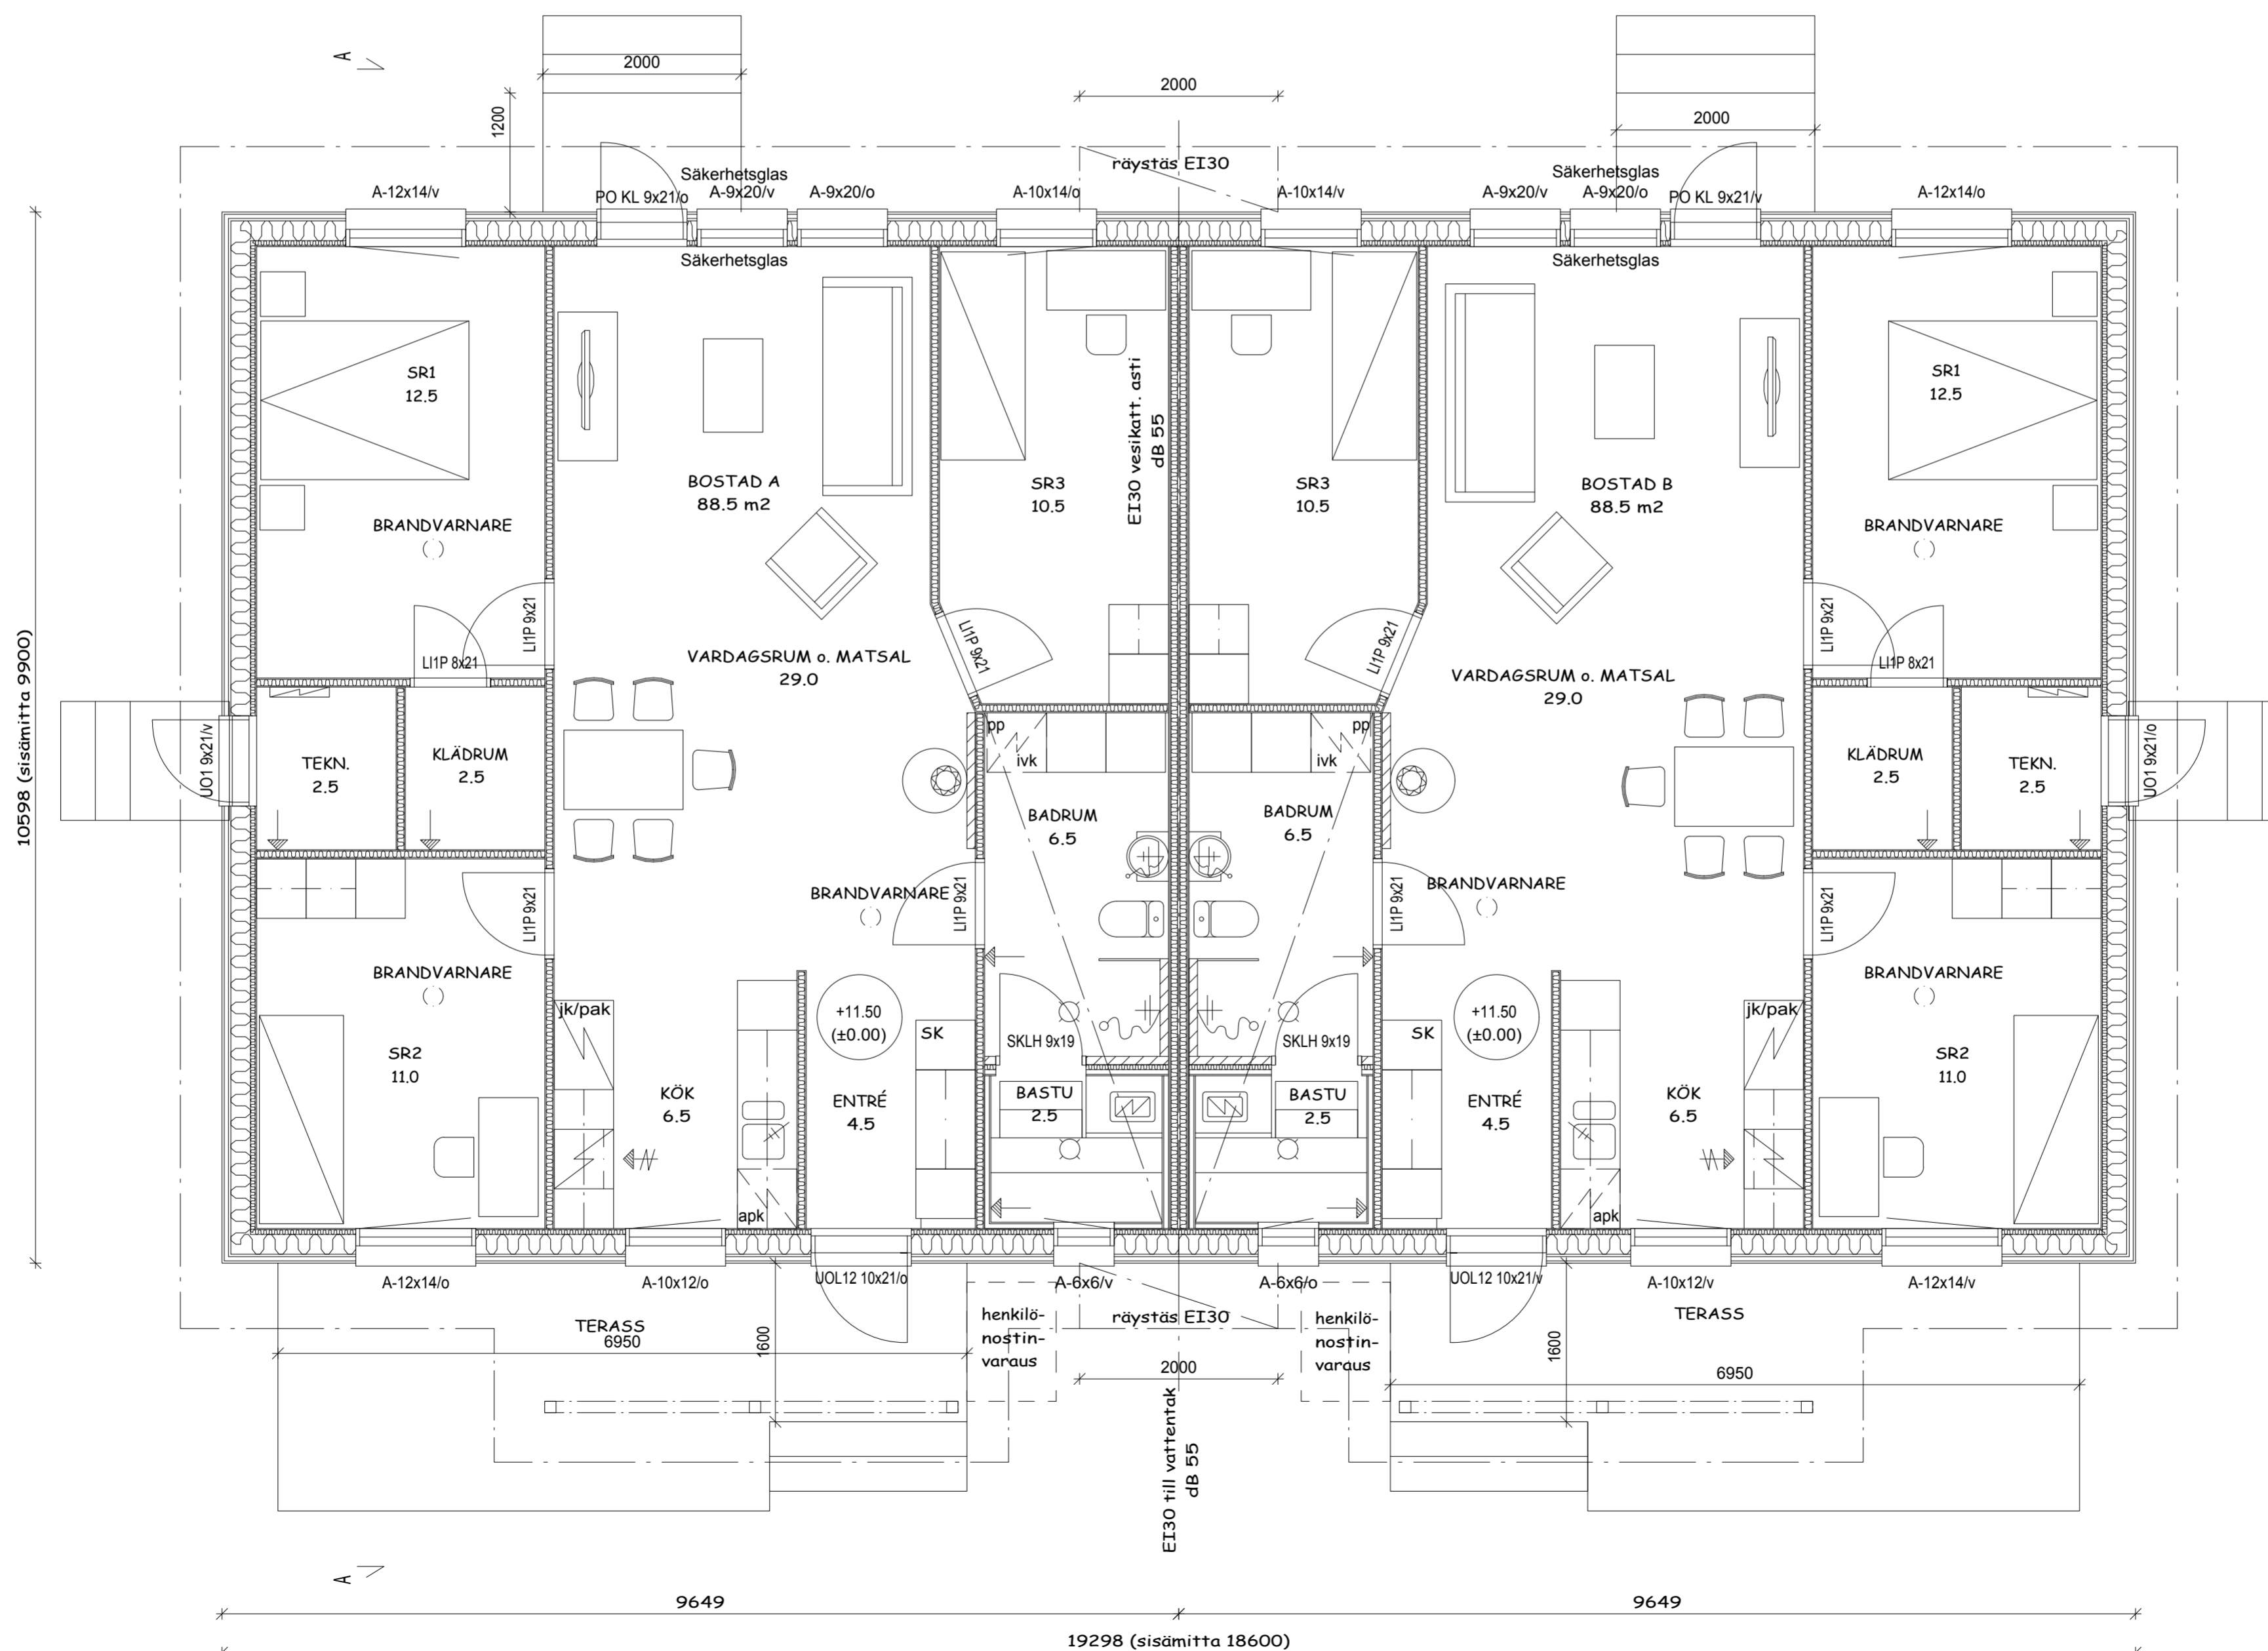 A
2000
1200
2000
2000
räystäs EI30
Säkerhetsglas
Säkerhetsglas
A-12x14/v
PO KL 9x21/o
A-9x20/v
A-9x20/o
A-10x14/o
A-10x14/v
A-9x20/v
A-9x20/o
PO KL 9x21/v
A-12x14/o
Säkerhetsglas
Säkerhetsglas
SR1
12.5
BOSTAD A
88.5 m2
SR3
10.5
EI30 vesikatt. asti
dB 55
SR3
10.5
BOSTAD B
88.5 m2
SR1
12.5
BRANDVARNARE
BRANDVARNARE
LI1P 9x21
LI1P 8x21
LI1P 9x21
LI1P 9x21
LI1P 9x21
LI1P 8x21
VARDAGSRUM o. MATSAL
29.0
VARDAGSRUM o. MATSAL
29.0
10598 (sisämitta 9900)
UO1 9x21/v
TEKN.
2.5
KLÄDRUM
2.5
pp
ivk
pp
ivk
KLÄDRUM
2.5
TEKN.
2.5
UO1 9x21/o
BADRUM
6.5
BADRUM
6.5
LI1P 9x21
BRANDVARNARE
LI1P 9x21
LI1P 9x21
BRANDVARNARE
LI1P 9x21
BRANDVARNARE
BRANDVARNARE
jk/pak
+11.50
(±0.00)
SK
SKLH 9x19
SKLH 9x19
SK
+11.50
(±0.00)
jk/pak
SR2
11.0
KÖK
6.5
ENTRÉ
4.5
BASTU
2.5
BASTU
2.5
ENTRÉ
4.5
KÖK
6.5
SR2
11.0
apk
apk
A-12x14/o
A-10x12/o
UOL12 10x21/o
A-6x6/v
A-6x6/o
UOL12 10x21/v
A-10x12/v
A-12x14/v
TERASS
6950
1600
henkilö-
nostin-
varaus
räystäs EI30
2000
henkilö-
nostin-
varaus
1600
TERASS
6950
EI30 till vattentak
dB 55
A
9649
9649
19298 (sisämitta 18600)